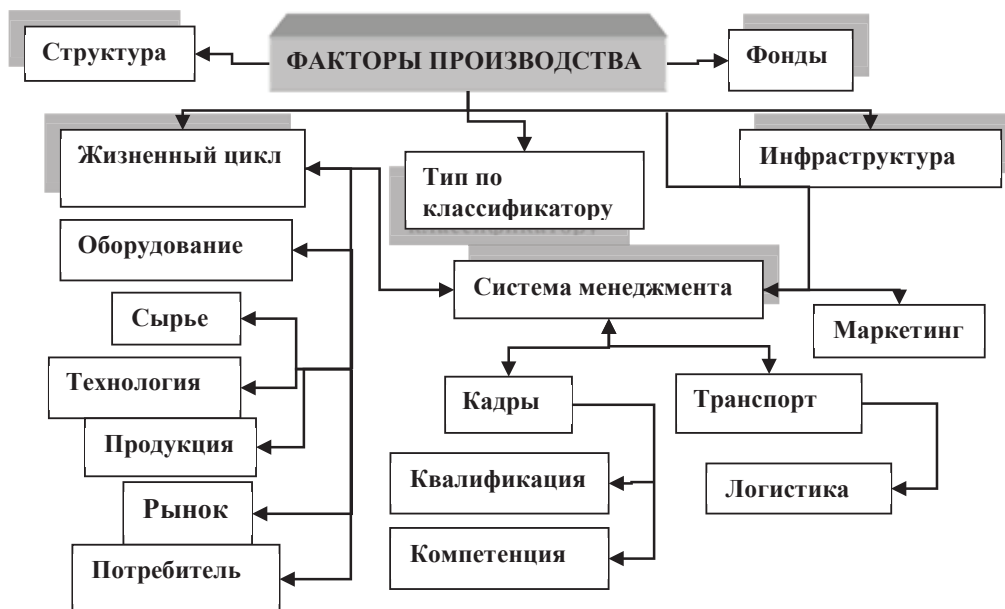 Структура
ФАКТОРЫ ПРОИЗВОДСТВА
Фонды
Жизненный цикл
Тип по
классификатору
Инфраструктура
Оборудование
Система менеджмента
Сырье
Маркетинг
Технология
Кадры
Транспорт
Продукция
Квалификация
Логистика
Рынок
Компетенция
Потребитель